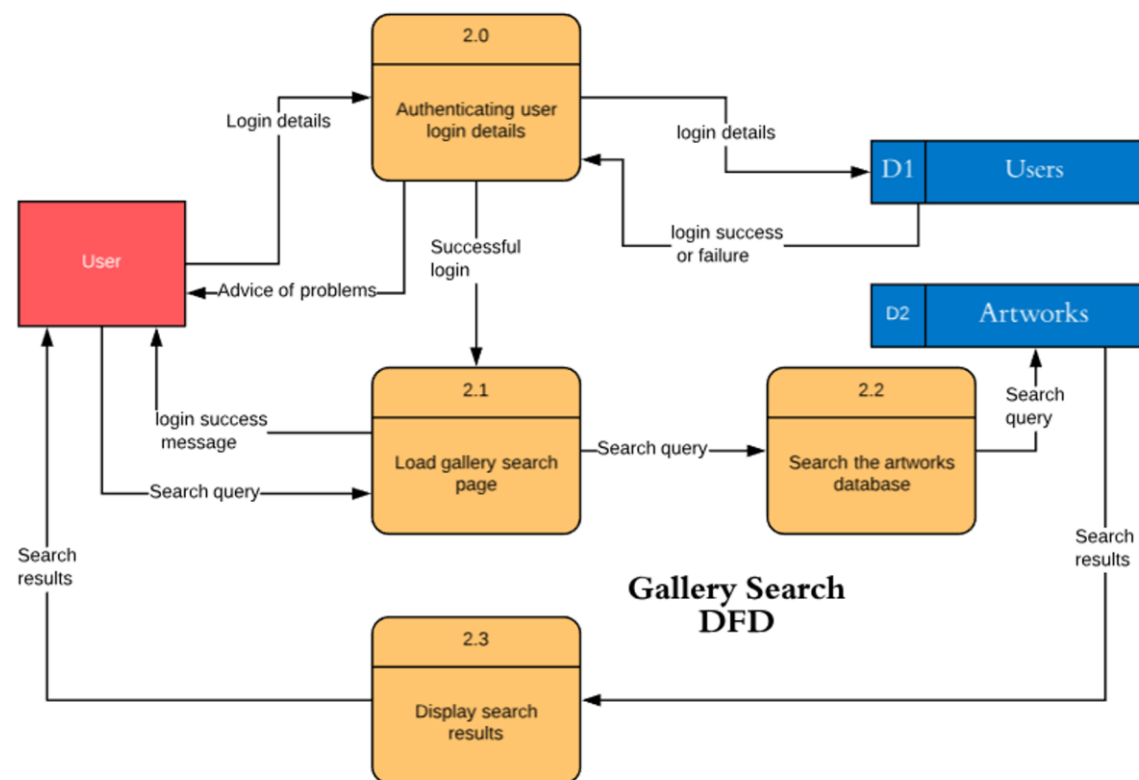 2.0
Authenticating user
login details
Login details
login details
D1
Users
login success
or failure
Successful
login
User
Advice of problems
D2
Artworks
2.1
Load gallery search
page
login success
message
Search query
Search query
2.2
Search the artworks
database
Search
query
Search
results
Search
results
Gallery Search
DFD
2.3
Display search
results